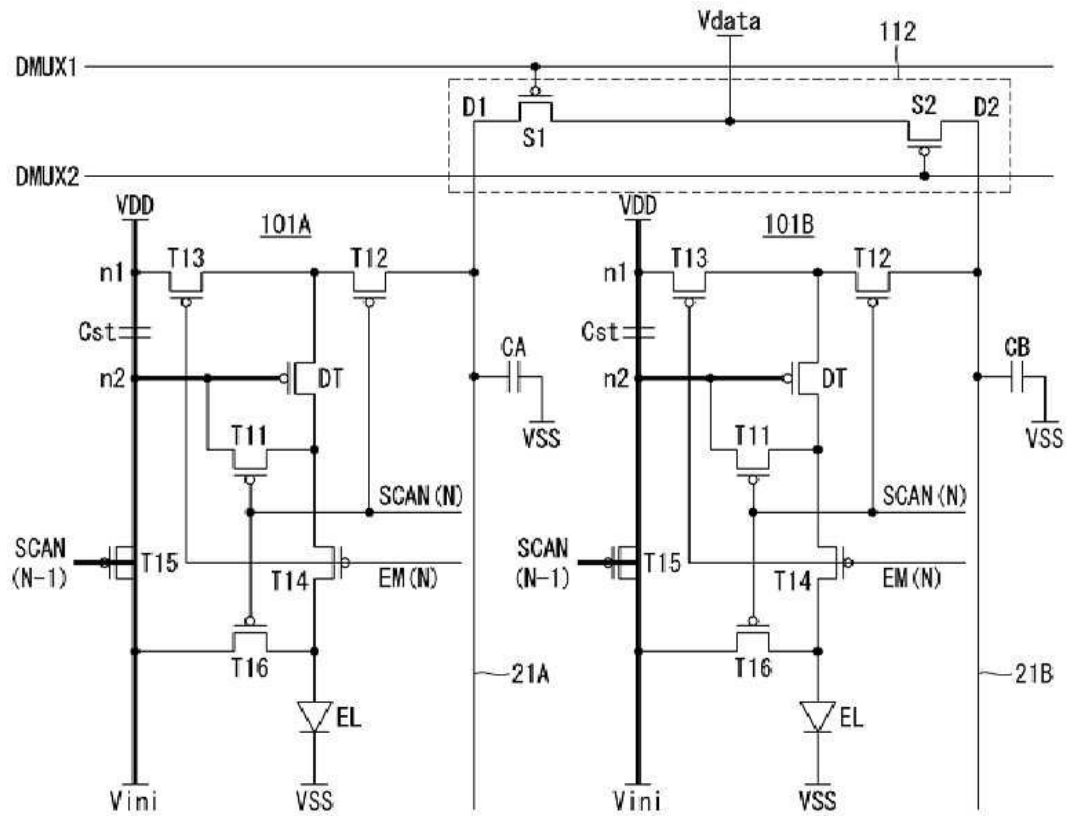 Vdata
112
DMUX1
D1
S1
S2
D2
DMUX2
VDD
101A
VDD
101B
n1
T13
T12
n1
T13
T12
Cst
CA
Cst
CB
n2
DT
n2
DT
VSS
VSS
T11
T11
SCAN(N)
SCAN(N)
SCAN
(N-1)
T15
SCAN
(N-1)
T15
T14
EM(N)
T14
EM(N)
T16
21A
T16
21B
EL
EL
Vini
VSS
Vini
VSS